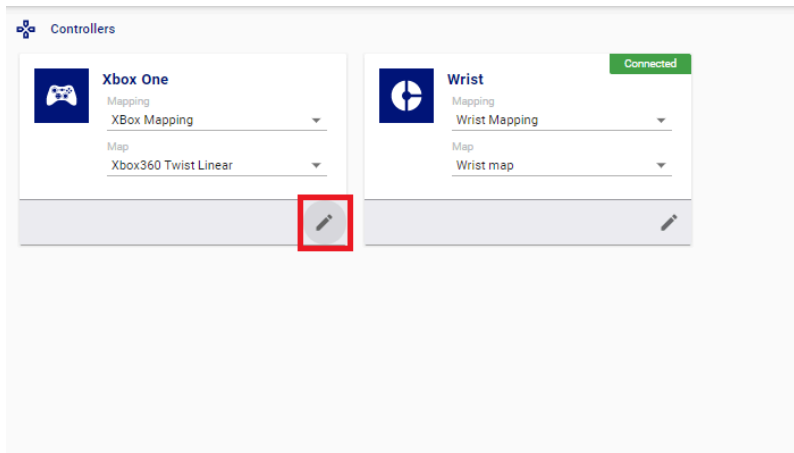 Controllers
Xbox One
Mapping
XBox Mapping
Map
Xbox360 Twist Linear
Connected
Wrist
Mapping
Wrist Mapping
Map
Wrist map